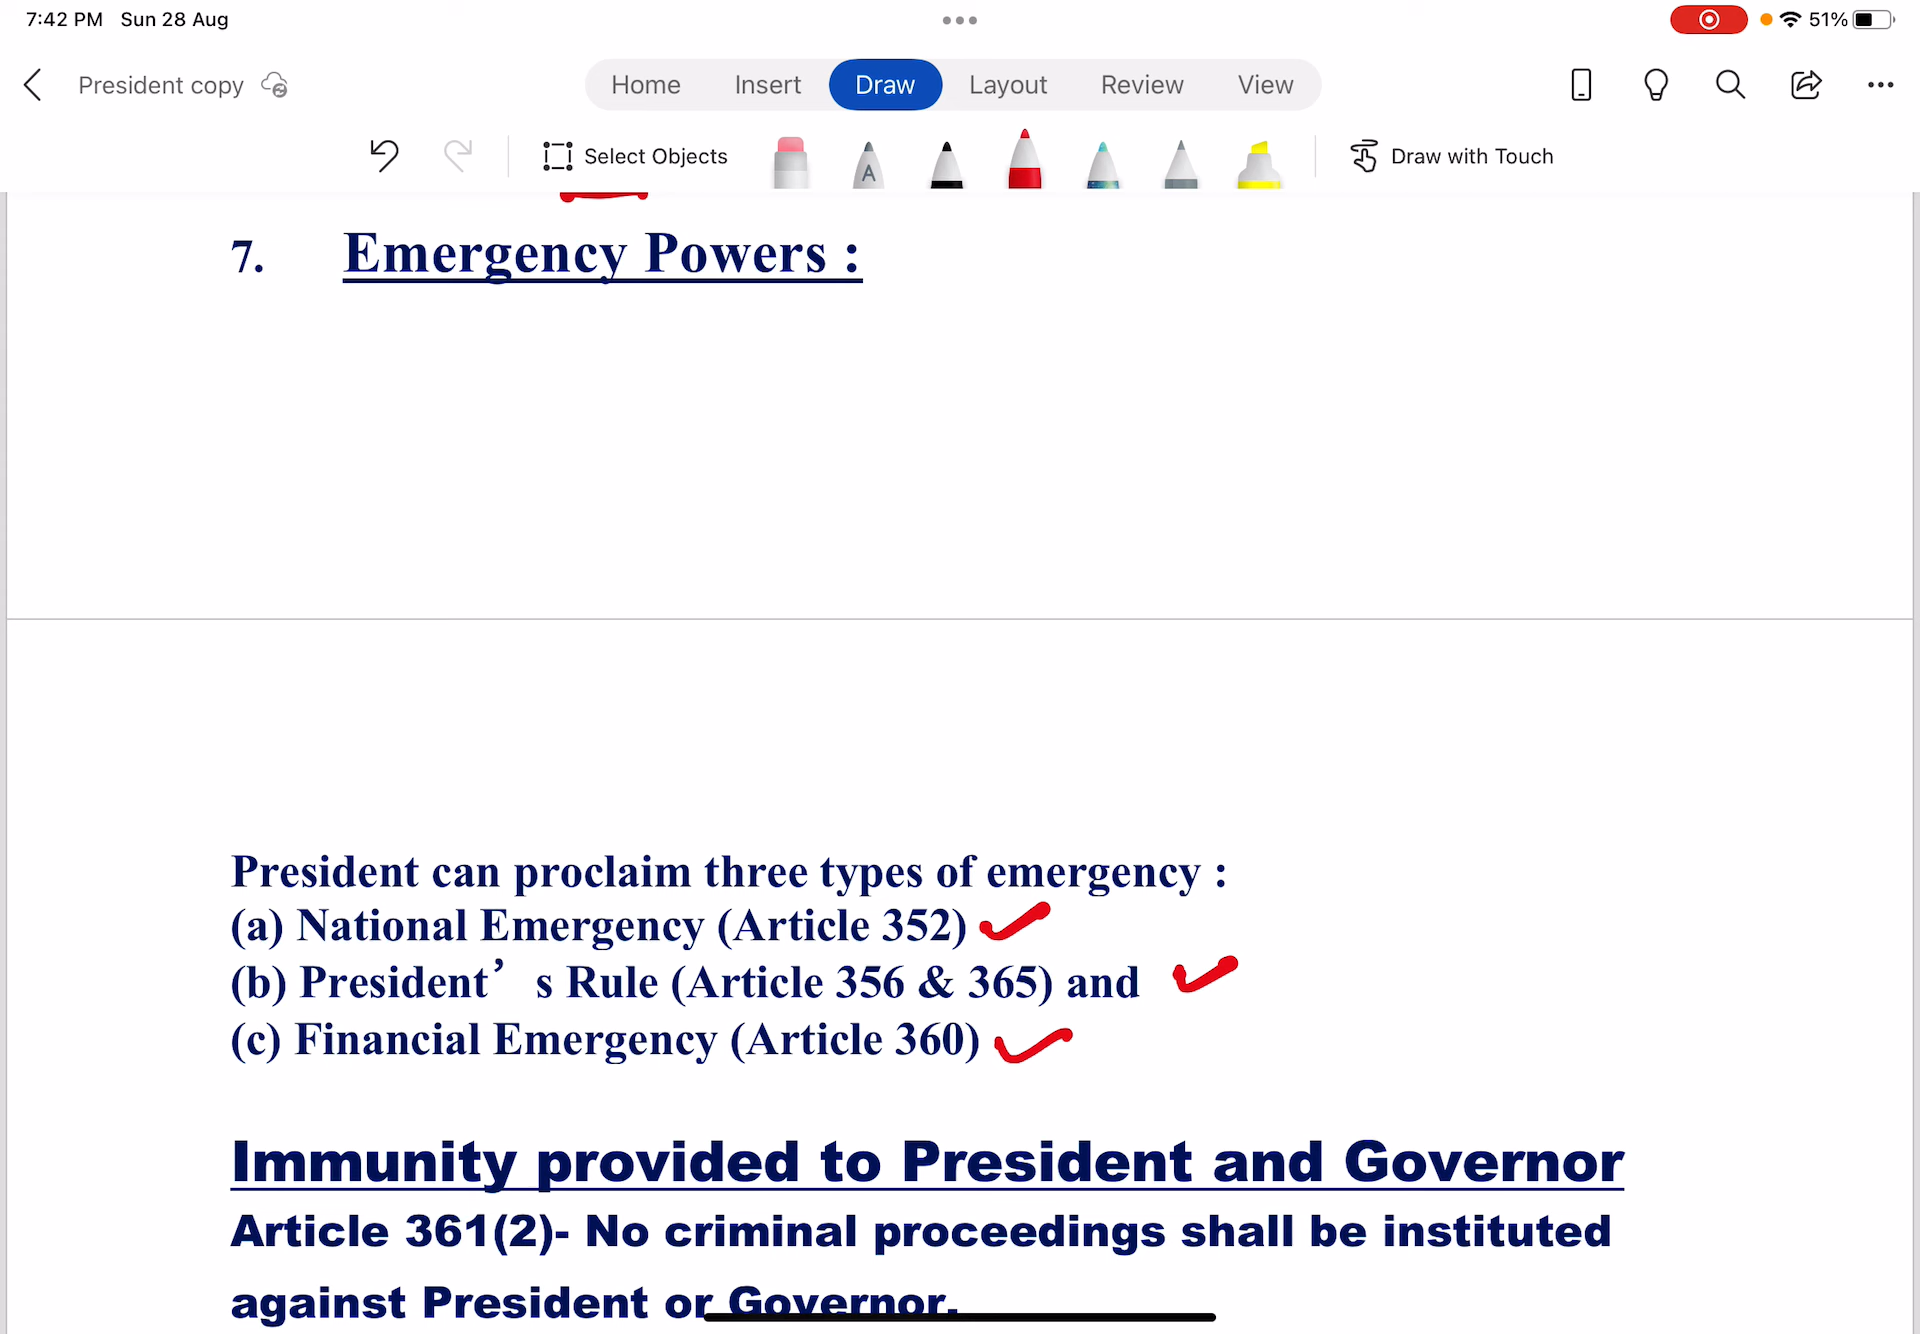 7:42 PM Sun 28 Aug
51%
President copy
Home Insert Draw Layout Review View
Select Objects
A
Draw with Touch
7. Emergency Powers :
President can proclaim three types of emergency :
(a) National Emergency (Article 352)
(b) President’ s Rule (Article 356 & 365) and
(c) Financial Emergency (Article 360)
Immunity provided to President and Governor
Article 361(2)- No criminal proceedings shall be instituted
against President or Governor.